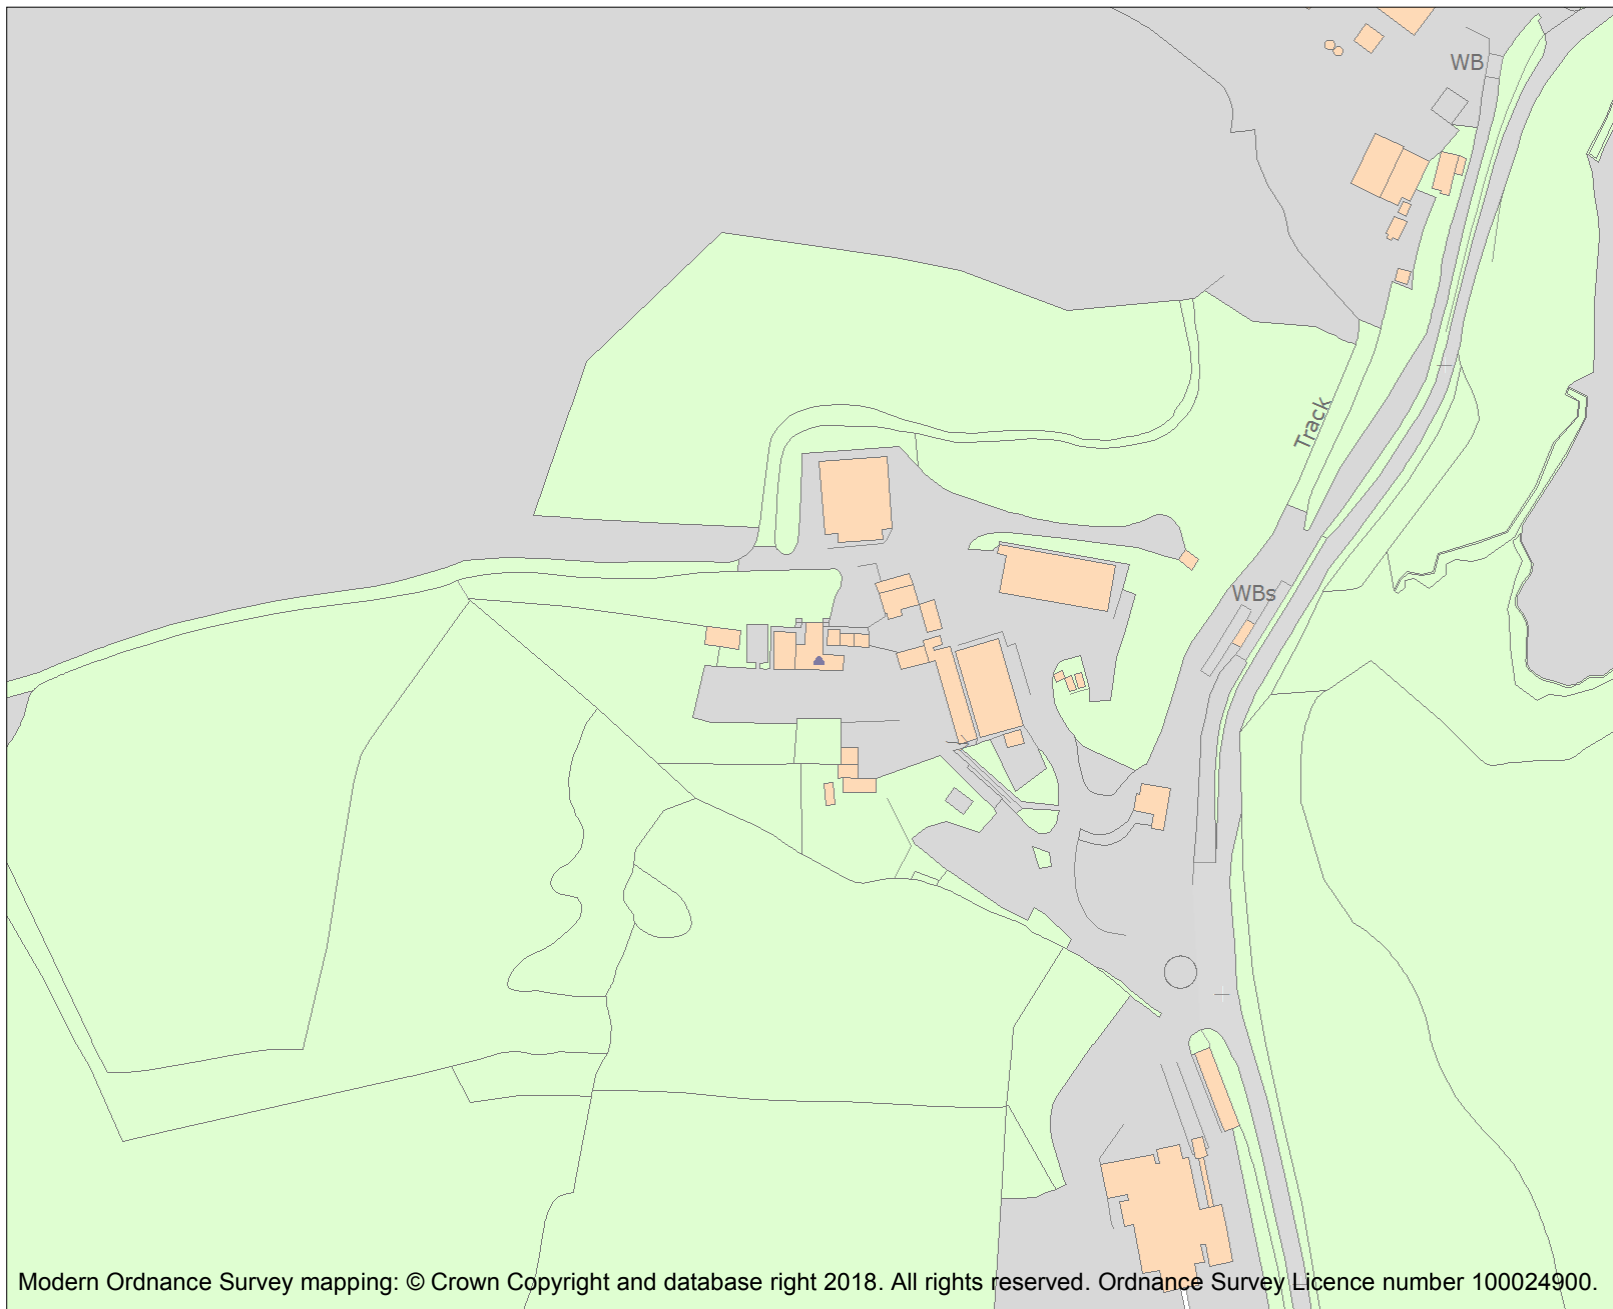 WB
Track
WBs
Modern Ordnance Survey mapping: © Crown Copyright and database right 2018. All rights reserved. Ordnance Survey Licence number 100024900.